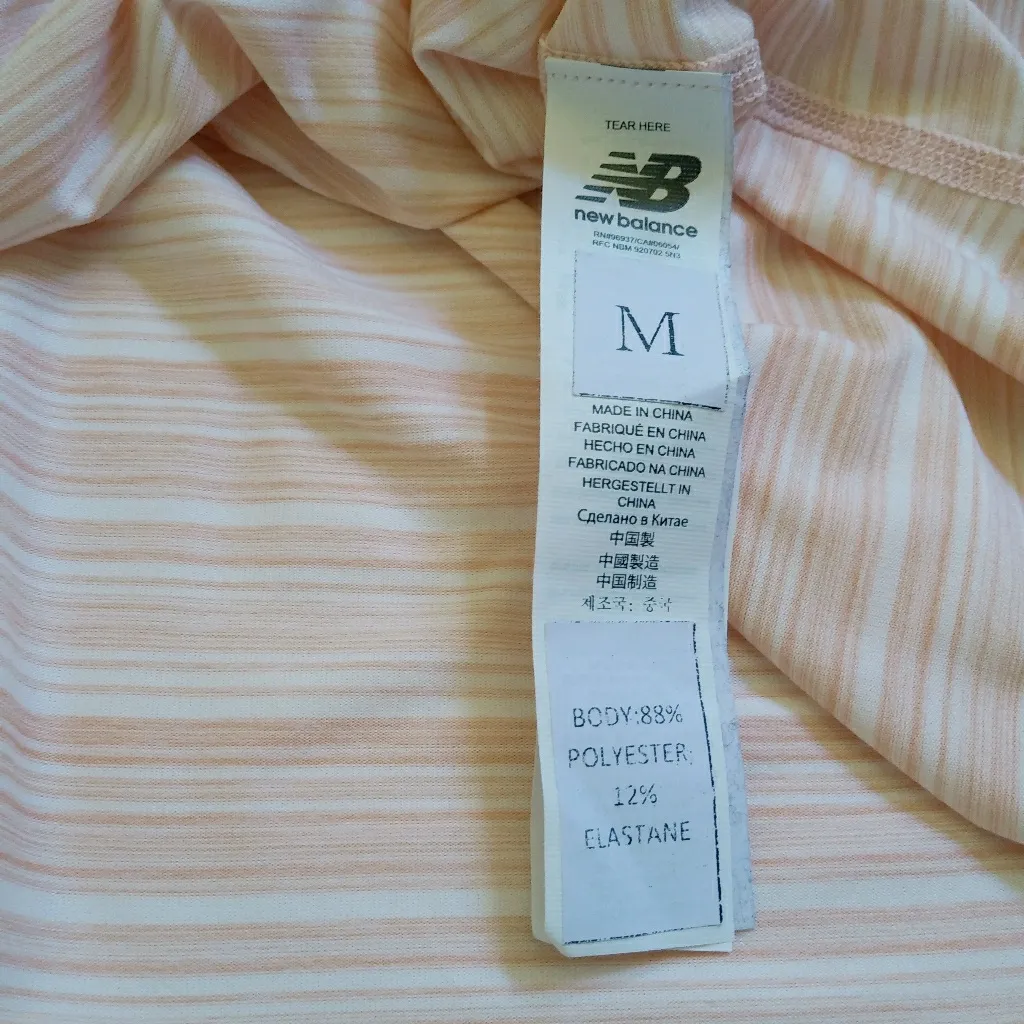 TEAR HERE
NB
new balance
RN#96937/CA#06094/
RFC NBM 920702 5N3
M
MADE IN CHINA
FABRIQUÉ EN CHINA
HECHO EN CHINA
FABRICADO NA CHINA
HERGESTELLT IN
CHINA
Сделано в Китае
中国製
中國製造
中国制造
제조국: 중국
BODY:88%
POLYESTER;
12%
ELASTANE